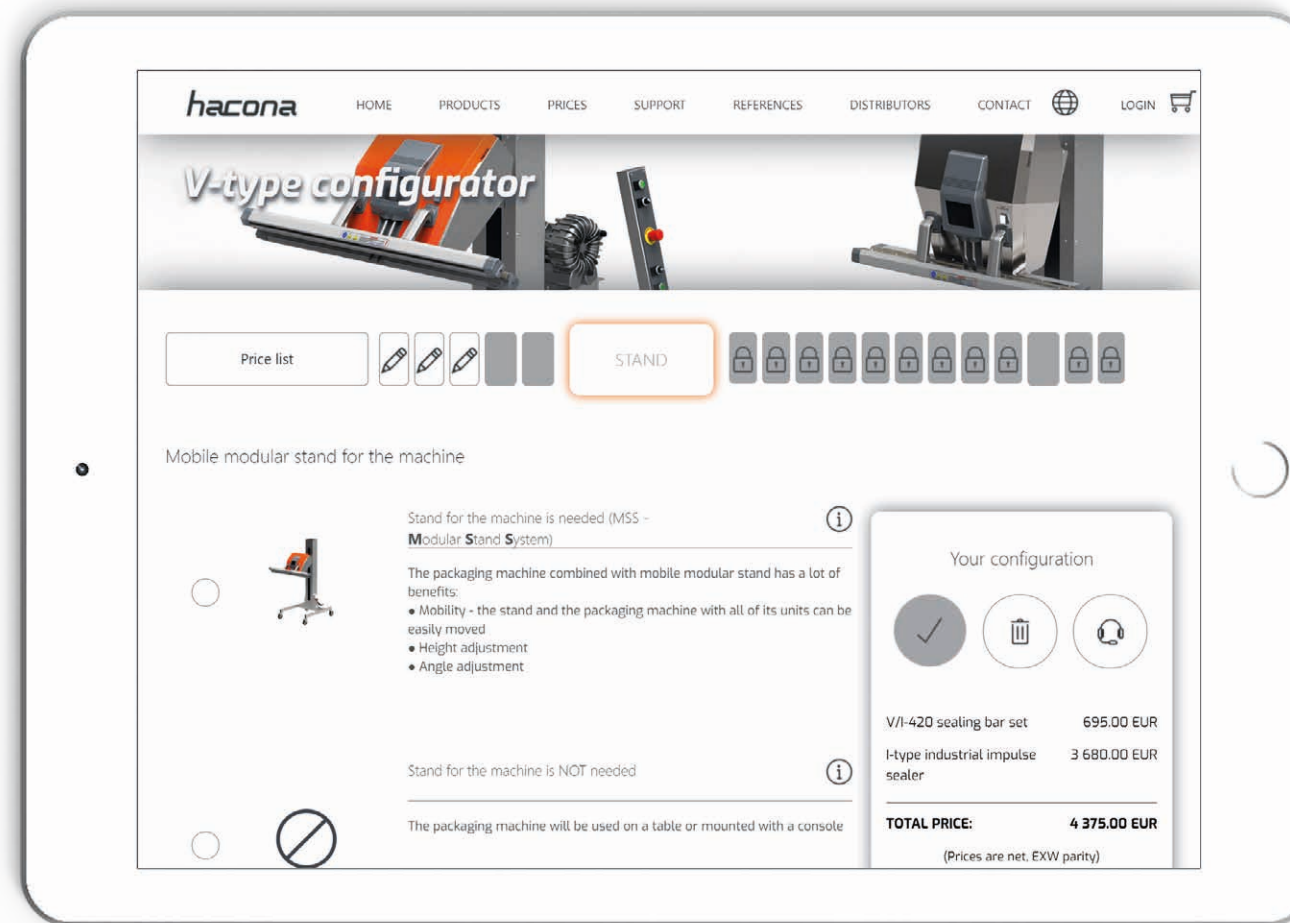 hacona HOME PRODUCTS PRICES SUPPORT REFERENCES DISTRIBUTORS CONTACT LOGIN
V-type configurator
Price list
STAND
Mobile modular stand for the machine
Stand for the machine is needed (MSS –
Modular Stand System)
The packaging machine combined with mobile modular stand has a lot of
benefits:
● Mobility - the stand and the packaging machine with all of its units can be
easily moved
● Height adjustment
● Angle adjustment
Stand for the machine is NOT needed
The packaging machine will be used on a table or mounted with a console
Your configuration
V/I-420 sealing bar set 695.00 EUR
I-type industrial impulse 3 680.00 EUR
sealer
TOTAL PRICE: 4 375.00 EUR
(Prices are net, EXW parity)